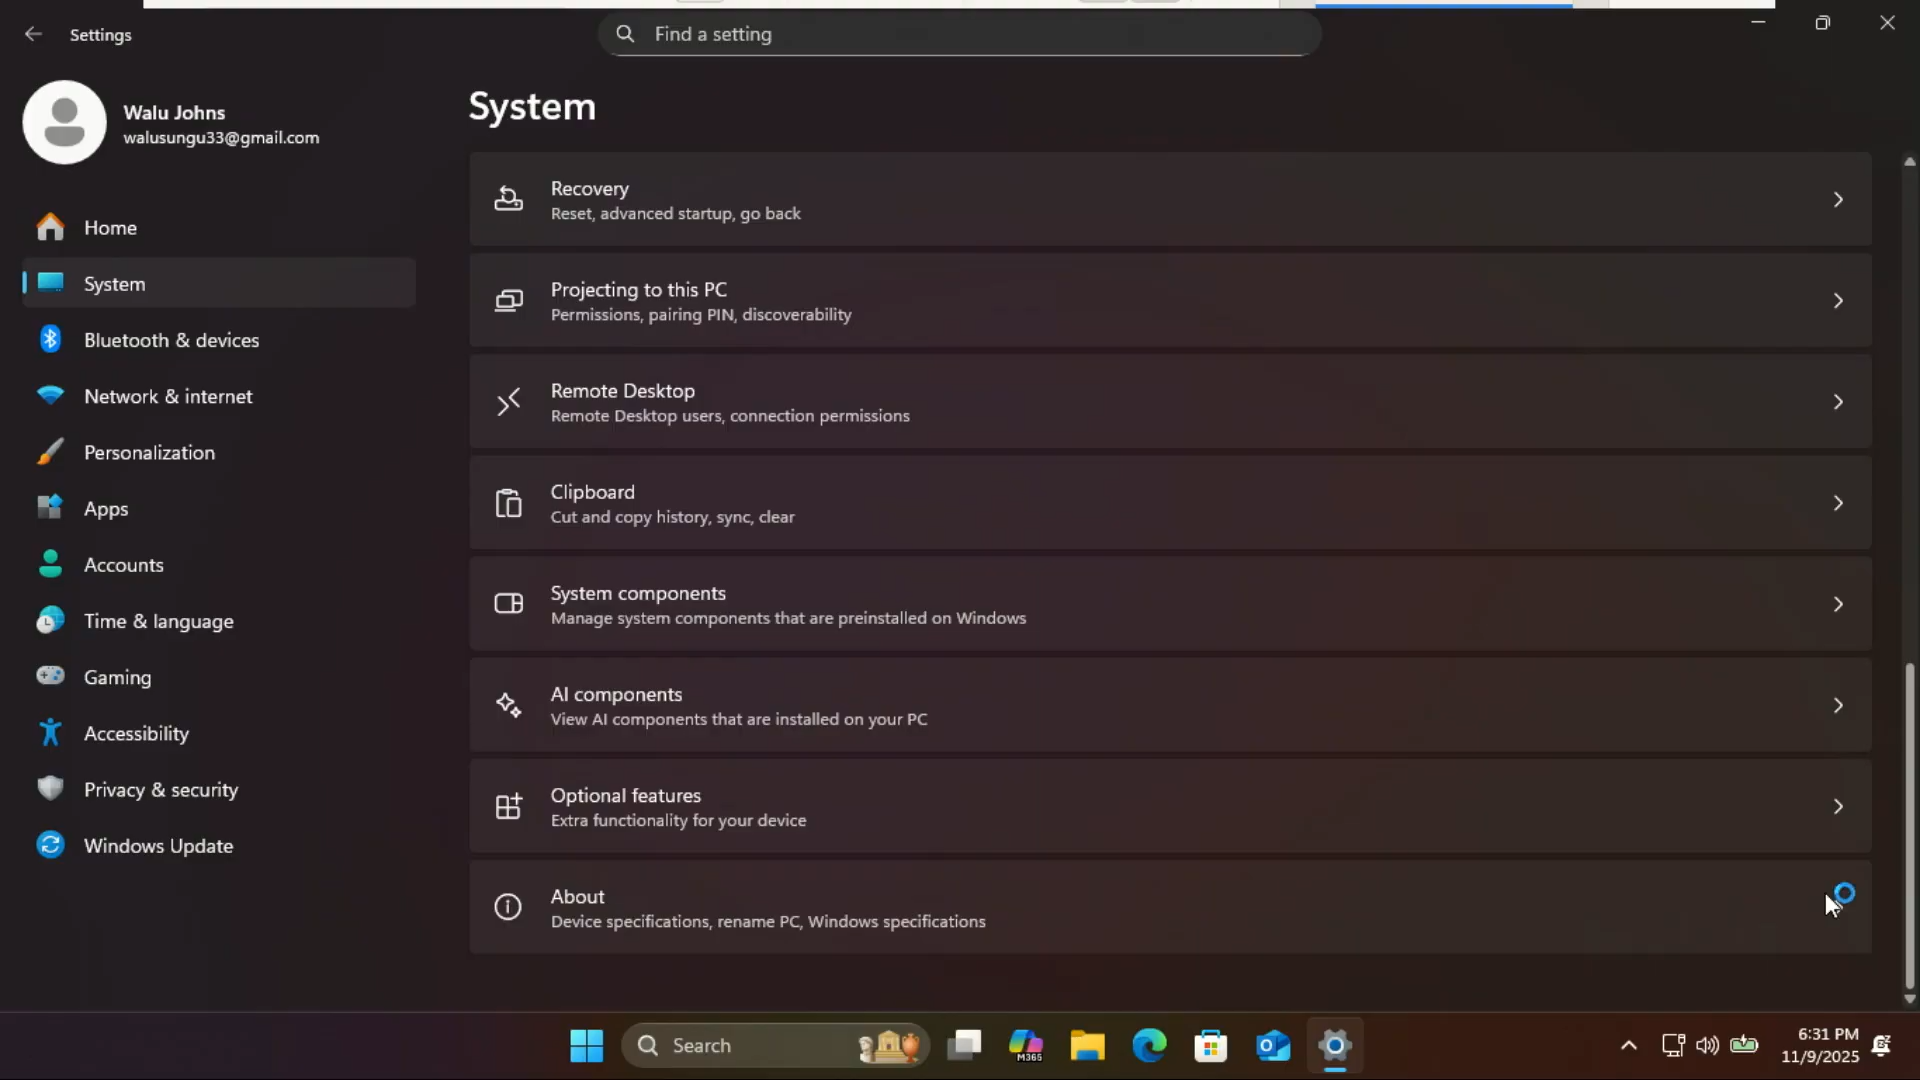 Settings
Find a setting
Walu Johns
walusungu33@gmail.com
Home
System
Bluetooth & devices
Network & internet
Personalization
Apps
Accounts
Time & language
Gaming
Accessibility
Privacy & security
Windows Update
System
Recovery
Reset, advanced startup, go back
Projecting to this PC
Permissions, pairing PIN, discoverability
Remote Desktop
Remote Desktop users, connection permissions
Clipboard
Cut and copy history, sync, clear
System components
Manage system components that are preinstalled on Windows
AI components
View AI components that are installed on your PC
Optional features
Extra functionality for your device
About
Device specifications, rename PC, Windows specifications
Search
M365
6:31 PM
11/9/2025